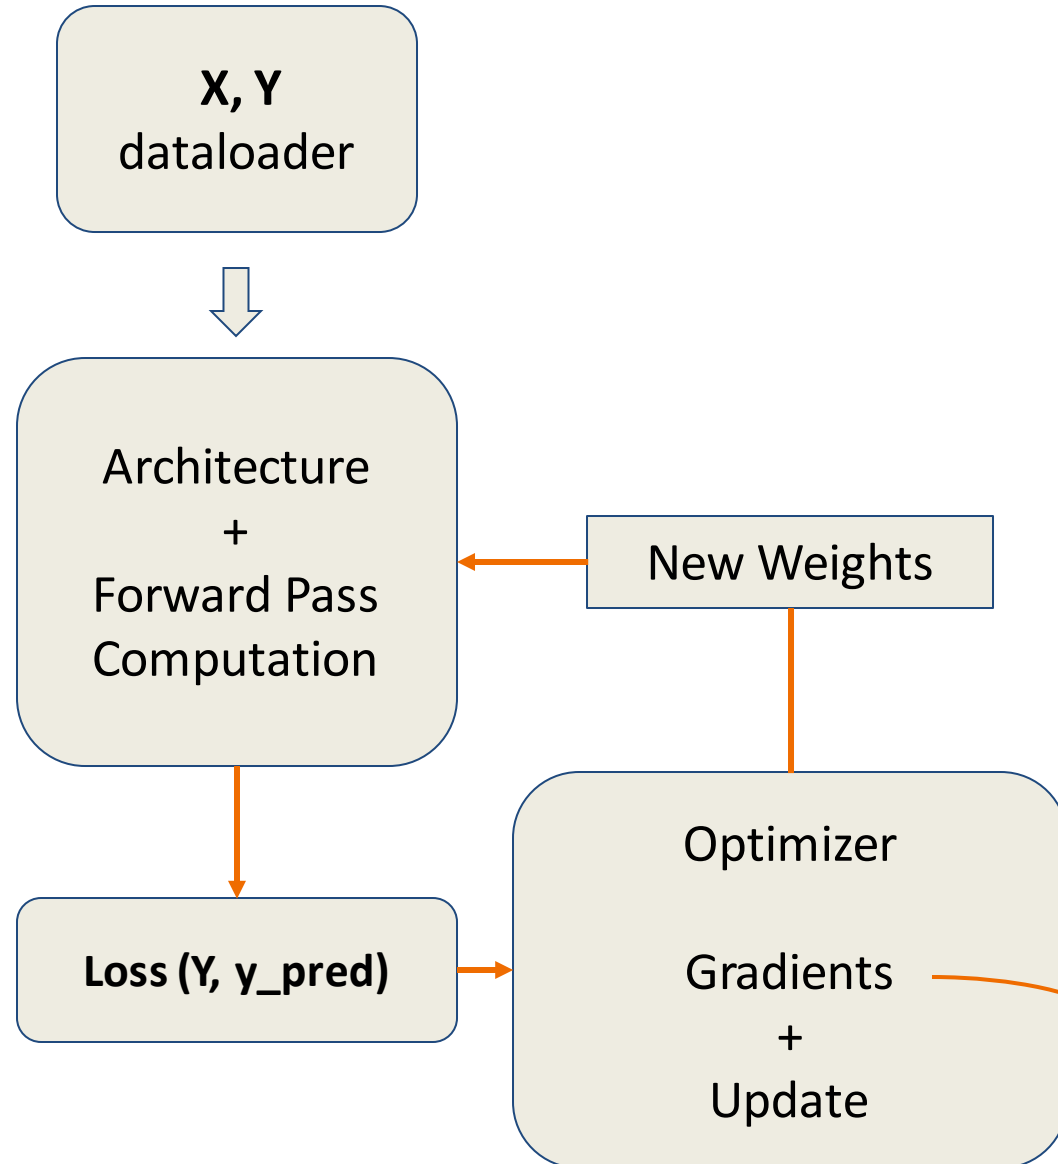 X, Y
dataloader
Architecture
+
Forward Pass
Computation
New Weights
Loss (Y, y_pred)
Optimizer
Gradients
+
Update